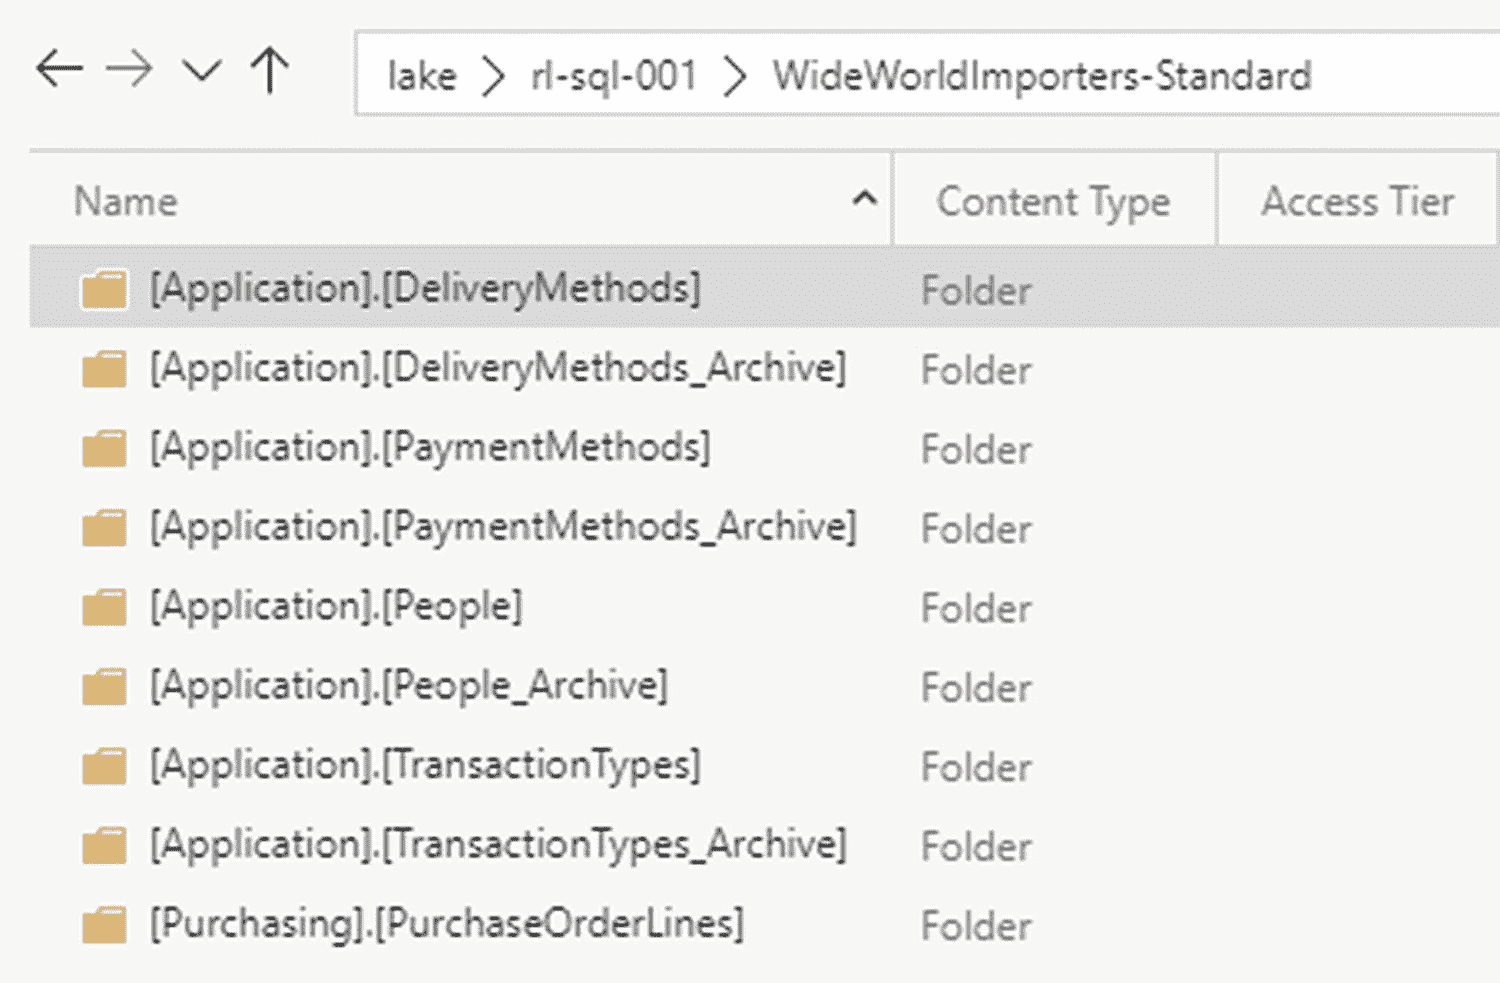 lake > rl-sql-001 > WideWorldImporters-Standard
Name Content Type Access Tier
[Application].[DeliveryMethods] Folder
[Application].[DeliveryMethods_Archive] Folder
[Application].[PaymentMethods] Folder
[Application].[PaymentMethods_Archive] Folder
[Application].[People] Folder
[Application].[People_Archive] Folder
[Application].[TransactionTypes] Folder
[Application].[TransactionTypes_Archive] Folder
[Purchasing].[PurchaseOrderLines] Folder